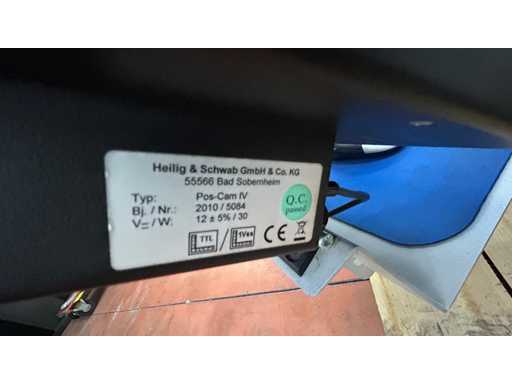 Heilig & Schwab GmbH & Co. KG
55566 Bad Sobernheim
Typ: Pos-Cam IV
Bj. / Nr.: 2010 / 5084
V⎓ / W: 12 ± 5% / 30
Q.C.
passed
TTL
1Vss
CE